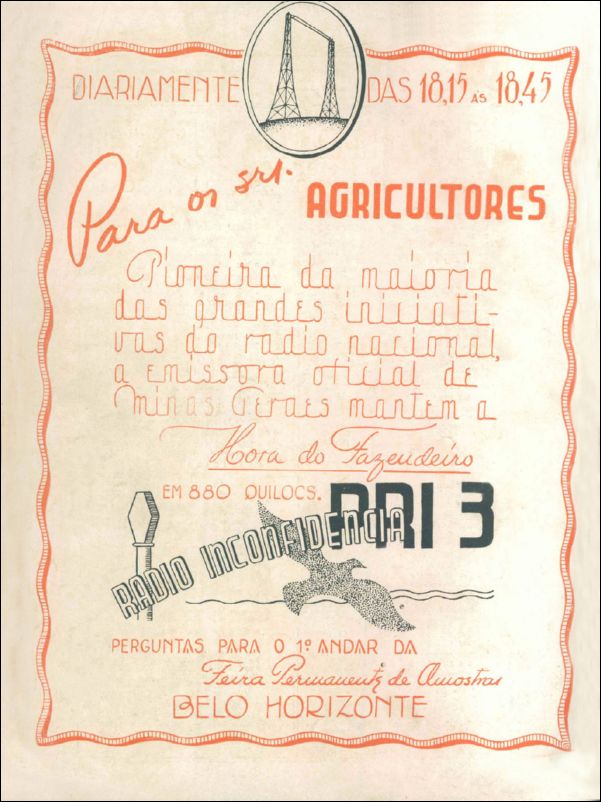 DIARIAMENTE DAS 18,15 ÀS 18,45
Para os srs. AGRICULTORES
Pioneira da maioria
das grandes iniciati-
vas do radio nacional,
a emissora oficial de
Minas Geraes mantem a
Hora do Fazendeiro
EM 880 QUILOCS. PRI 3
RADIO INCONFIDENCIA
PERGUNTAS PARA O 1º ANDAR DA
Feira Permanente de Amostras
BELO HORIZONTE